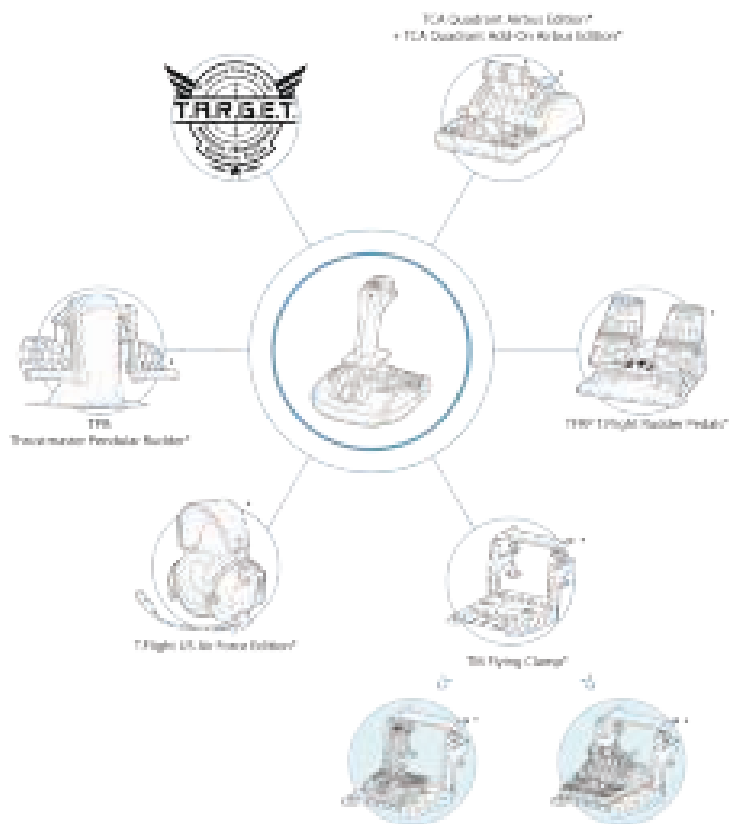 TCA Quadrant Airbus Edition*
+ TCA Quadrant Add-On Airbus Edition*
T.A.R.G.E.T
TPR
Thrustmaster Pendular Rudder*
TFRP T.Flight Rudder Pedals*
T.Flight US Air Force Edition*
TM Flying Clamp*